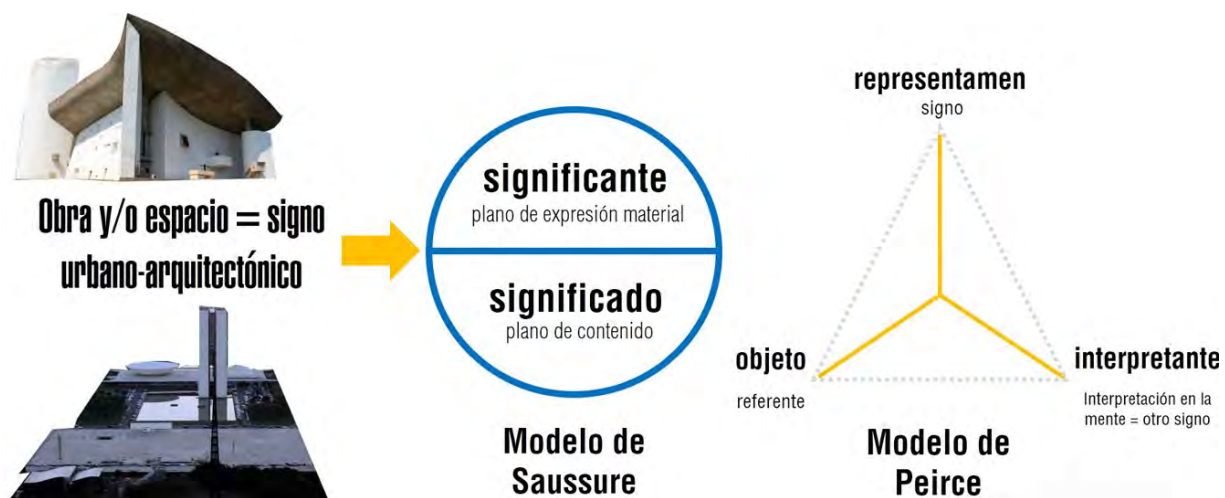 Obra y/o espacio = signo
urbano-arquitectónico
significante
plano de expresión material
significado
plano de contenido
Modelo de
Saussure
representamen
signo
objeto
referente
interpretante
Interpretación en la
mente = otro signo
Modelo de
Peirce